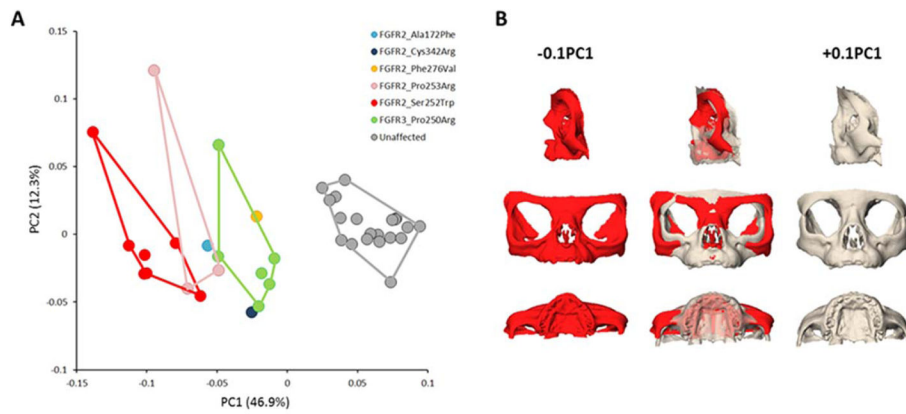 A
B
0.15
0.1
0.05
0
-0.05
-0.1
-0.15
-0.1
-0.05
0
0.05
0.1
PC2 (12.3%)
PC1 (46.9%)
FGFR2_Ala172Phe
FGFR2_Cys342Arg
FGFR2_Phe276Val
FGFR2_Pro253Arg
FGFR2_Ser252Trp
FGFR3_Pro250Arg
Unaffected
-0.1PC1
+0.1PC1